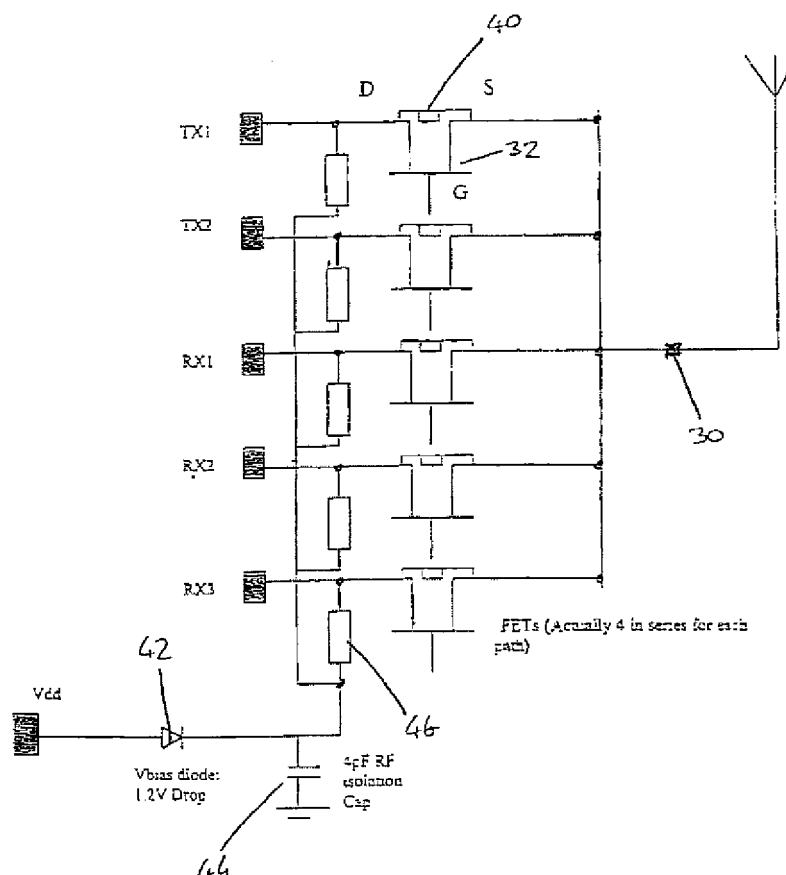 40
D S
TX1
32
G
TX2
RX1
30
RX2
RX3
FETs (Actually 4 in series for each
path)
42
46
Vdd
Vbias diode:
1.2V Drop
4pF RF
isolation
Cap
44